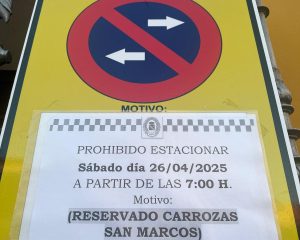 MOTIVO:
PROHIBIDO ESTACIONAR
Sábado día 26/04/2025
A PARTIR DE LAS 7:00 H.
Motivo:
(RESERVADO CARROZAS
SAN MARCOS)